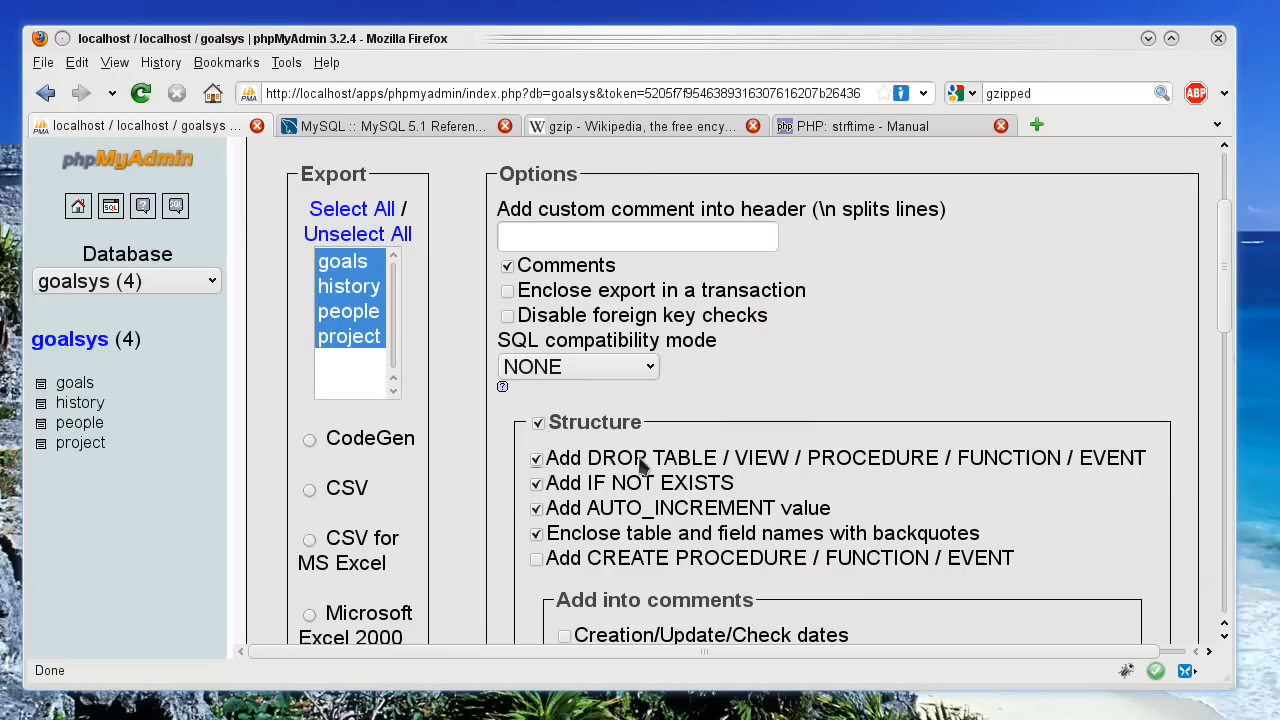 localhost / localhost / goalsys | phpMyAdmin 3.2.4 - Mozilla Firefox
File Edit View History Bookmarks Tools Help
http://localhost/apps/phpmyadmin/index.php?db=goalsys&token=5205f7f9546389316307616207b26436
gzipped
ABP
localhost / localhost / goalsys ...
MySQL :: MySQL 5.1 Referen...
gzip - Wikipedia, the free ency...
PHP: strftime - Manual
phpMyAdmin
Database
goalsys (4)
goalsys (4)
goals
history
people
project
Export
Select All /
Unselect All
goals
history
people
project
CodeGen
CSV
CSV for
MS Excel
Microsoft
Excel 2000
Options
Add custom comment into header (\n splits lines)
Comments
Enclose export in a transaction
Disable foreign key checks
SQL compatibility mode
NONE
Structure
Add DROP TABLE / VIEW / PROCEDURE / FUNCTION / EVENT
Add IF NOT EXISTS
Add AUTO_INCREMENT value
Enclose table and field names with backquotes
Add CREATE PROCEDURE / FUNCTION / EVENT
Add into comments
Creation/Update/Check dates
Done